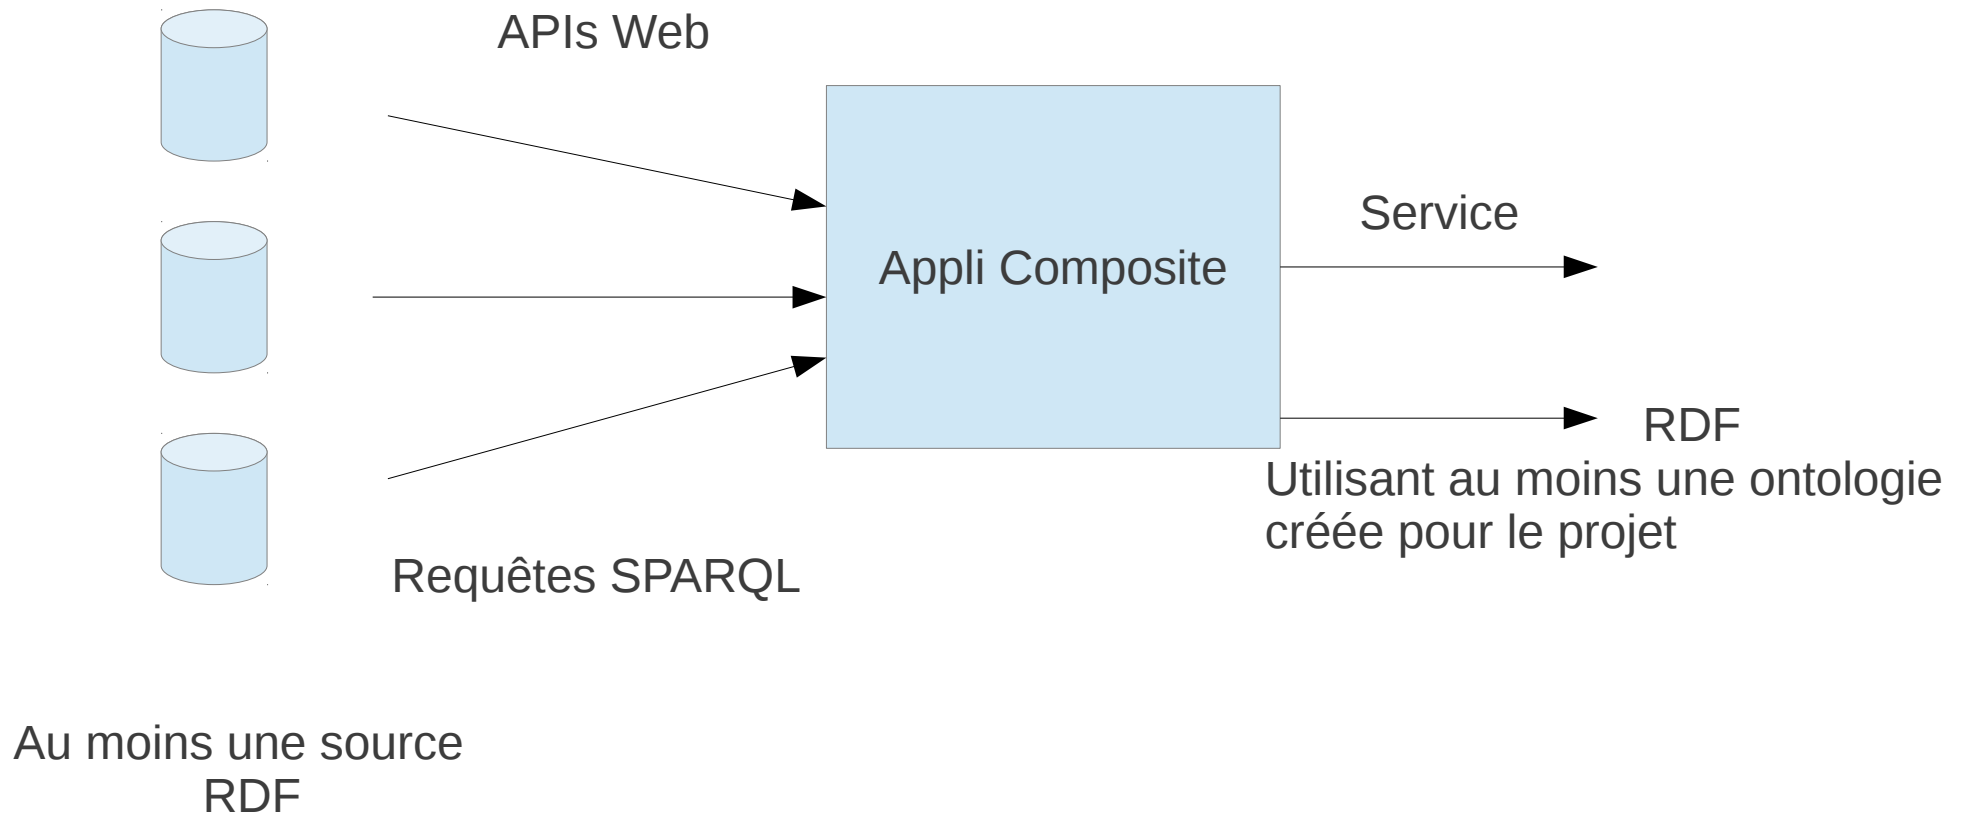 APIs Web
Appli Composite
Service
RDF
Utilisant au moins une ontologie
créée pour le projet
Requêtes SPARQL
Au moins une source
RDF